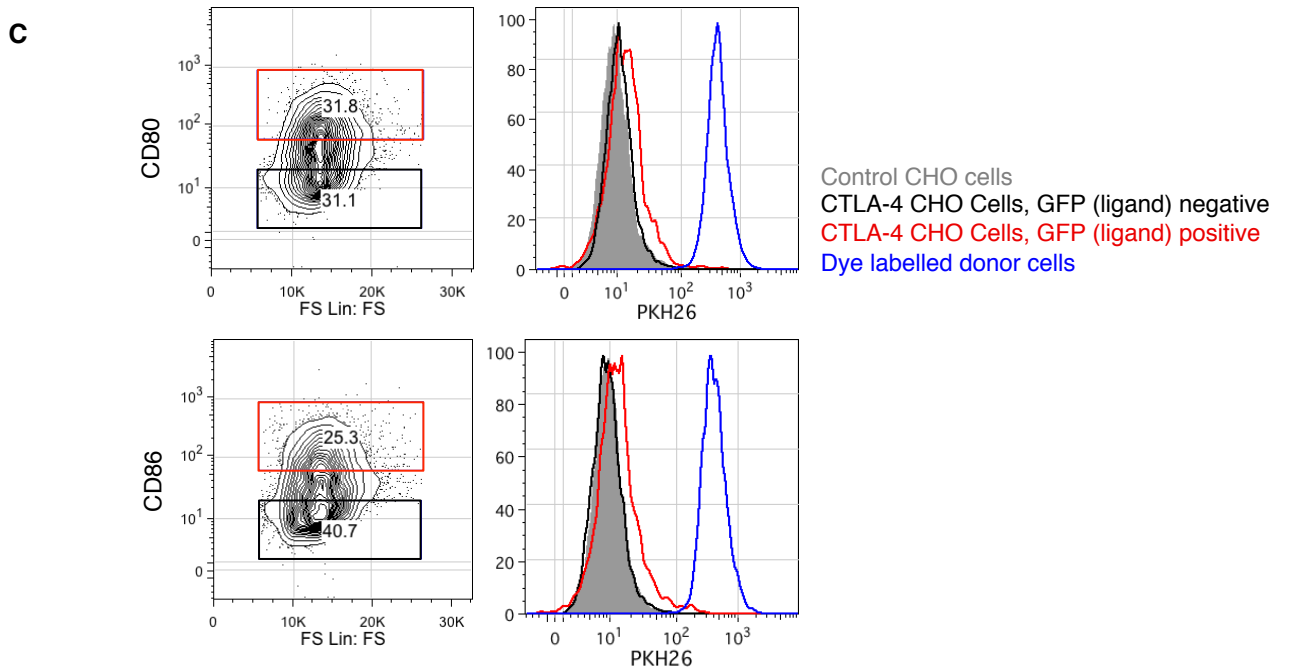 C
CD80
10³
10²
10¹
0
31.8
31.1
0
10K
20K
30K
FS Lin: FS
100
80
60
40
20
0
0
10¹
10²
10³
PKH26
Control CHO cells
CTLA-4 CHO Cells, GFP (ligand) negative
CTLA-4 CHO Cells, GFP (ligand) positive
Dye labelled donor cells
CD86
10³
10²
10¹
0
25.3
40.7
0
10K
20K
30K
FS Lin: FS
100
80
60
40
20
0
0
10¹
10²
10³
PKH26